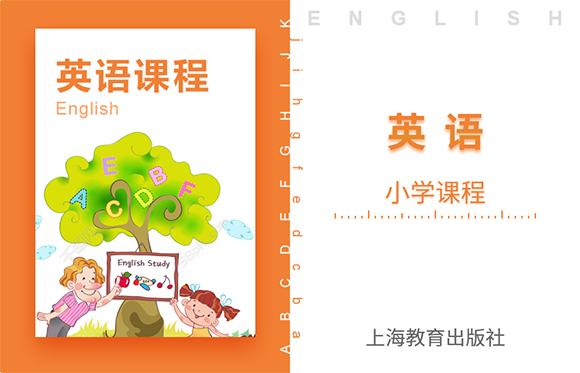 英语课程
English
E
B
F
A
C
D
English Study
A B C D E F G H I J K
a b c d e f g h i j
ENGLISH
英语
小学课程
上海教育出版社